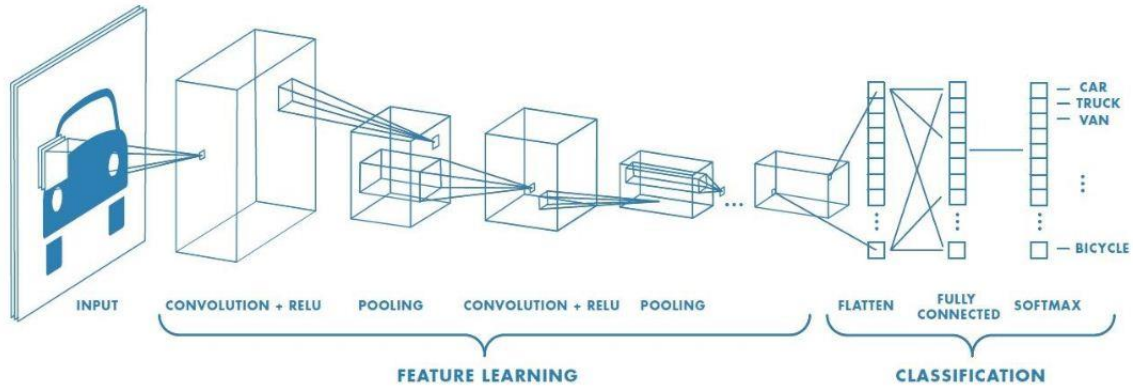 CAR
TRUCK
VAN
...
⋮
⋮
⋮
⋮
BICYCLE
INPUT
CONVOLUTION + RELU
POOLING
CONVOLUTION + RELU
POOLING
FLATTEN
FULLY
CONNECTED
SOFTMAX
FEATURE LEARNING
CLASSIFICATION